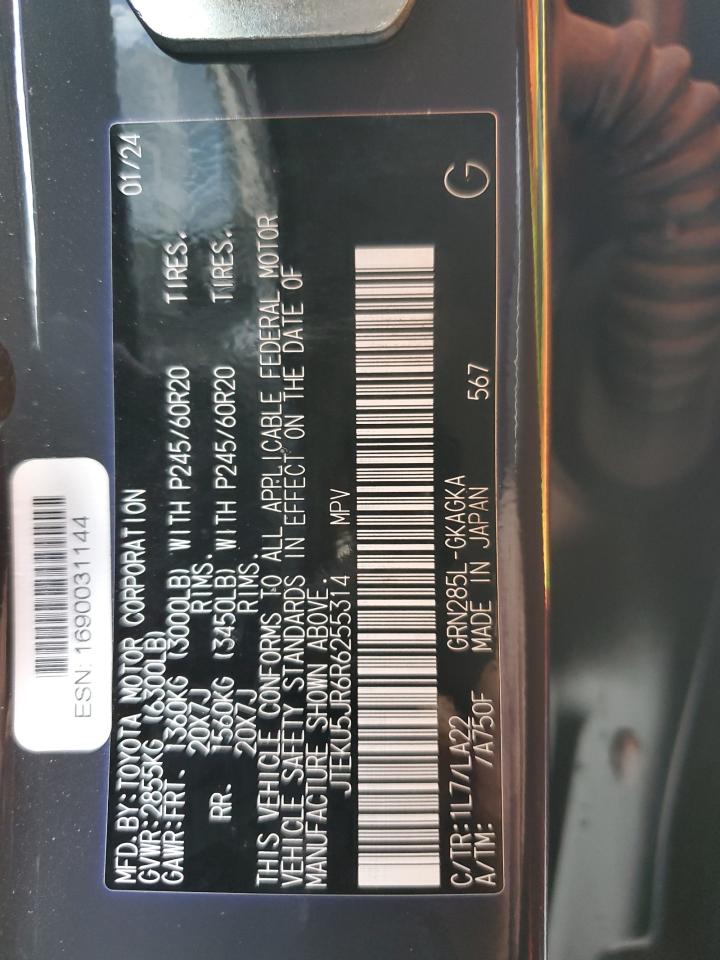 ESN: 1690031144
MFD.BY:TOYOTA MOTOR CORPORATION 01/24
GVWR:2855KG (6300LB)
GAWR:FRT. 1360KG (3000LB) WITH P245/60R20 TIRES.
20X7J RIMS.
RR. 1560KG (3450LB) WITH P245/60R20 TIRES.
20X7J RIMS.
THIS VEHICLE CONFORMS TO ALL APPLICABLE FEDERAL MOTOR
VEHICLE SAFETY STANDARDS IN EFFECT ON THE DATE OF
MANUFACTURE SHOWN ABOVE.
JTEKU5JR6R6255314 MPV
C/TR:1L7/LA22 GRN285L-GKAGKA
A/TM: /A750F MADE IN JAPAN 567 G